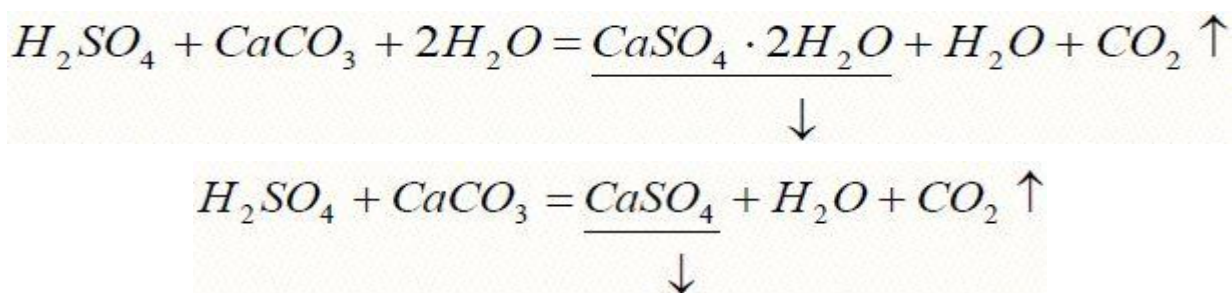 H₂SO₄ + CaCO₃ + 2H₂O = CaSO₄ · 2H₂O + H₂O + CO₂ ↑
↓
H₂SO₄ + CaCO₃ = CaSO₄ + H₂O + CO₂ ↑
↓